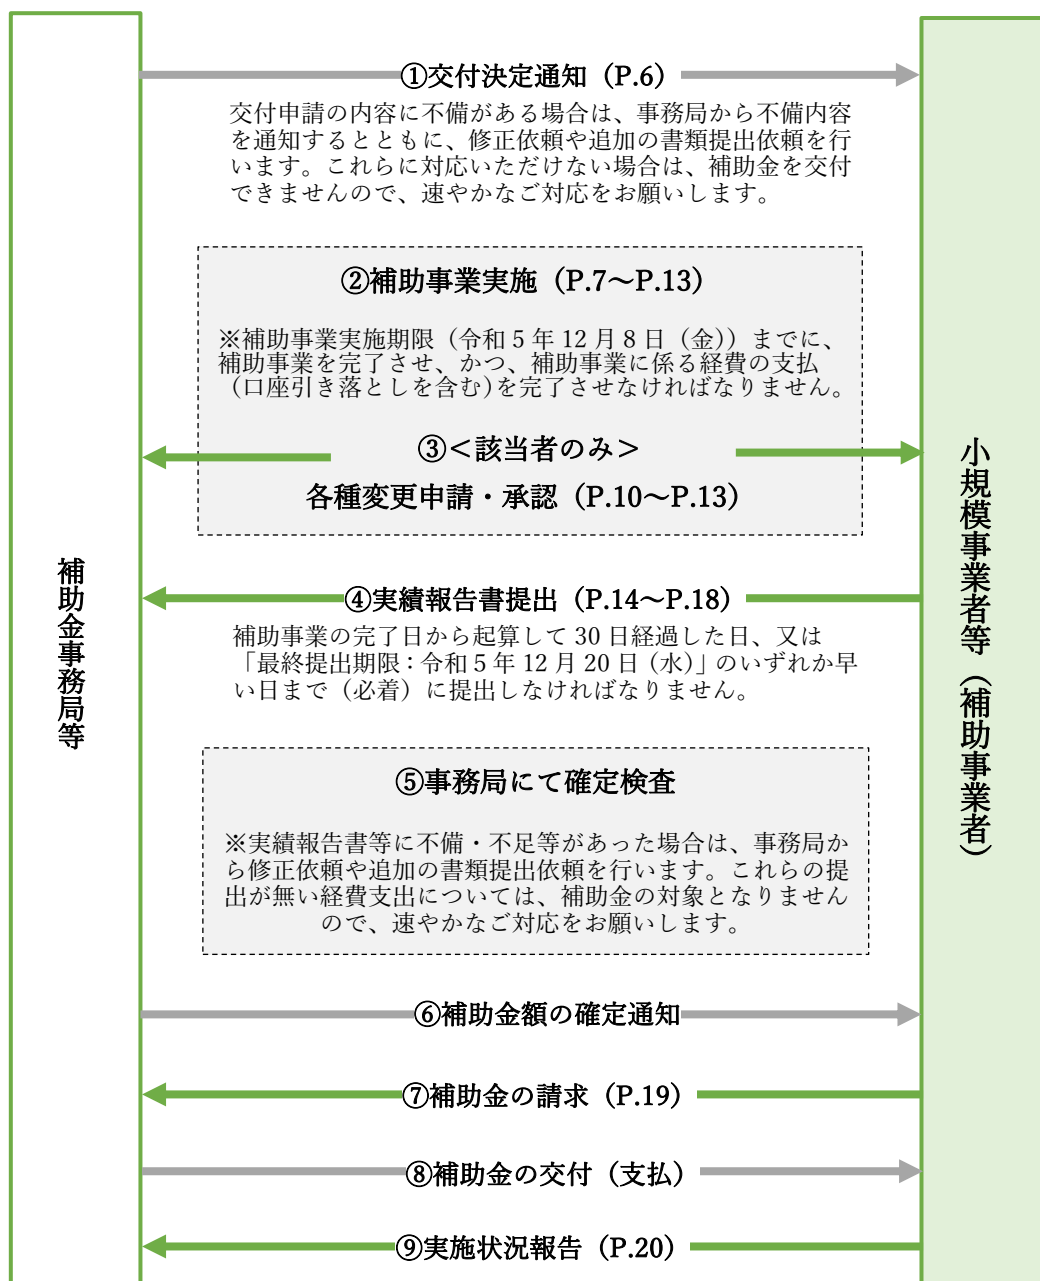 ①交付決定通知（P.6）
交付申請の内容に不備がある場合は、事務局から不備内容
を通知するとともに、修正依頼や追加の書類提出依頼を行
います。これらに対応いただけない場合は、補助金を交付
できませんので、速やかなご対応をお願いします。
②補助事業実施（P.7～P.13）
※補助事業実施期限（令和 5 年 12 月 8 日（金））までに、
補助事業を完了させ、かつ、補助事業に係る経費の支払
（口座引き落としを含む)を完了させなければなりません。
③＜該当者のみ＞
各種変更申請・承認（P.10～P.13）
④実績報告書提出（P.14～P.18）
補助事業の完了日から起算して 30 日経過した日、又は
「最終提出期限：令和 5 年 12 月 20 日（水）」のいずれか早
い日まで（必着）に提出しなければなりません。
⑤事務局にて確定検査
※実績報告書等に不備・不足等があった場合は、事務局か
ら修正依頼や追加の書類提出依頼を行います。これらの提
出が無い経費支出については、補助金の対象となりません
ので、速やかなご対応をお願いします。
⑥補助金額の確定通知
⑦補助金の請求（P.19）
⑧補助金の交付（支払）
⑨実施状況報告（P.20）
補助金事務局等
小規模事業者等（補助事業者）